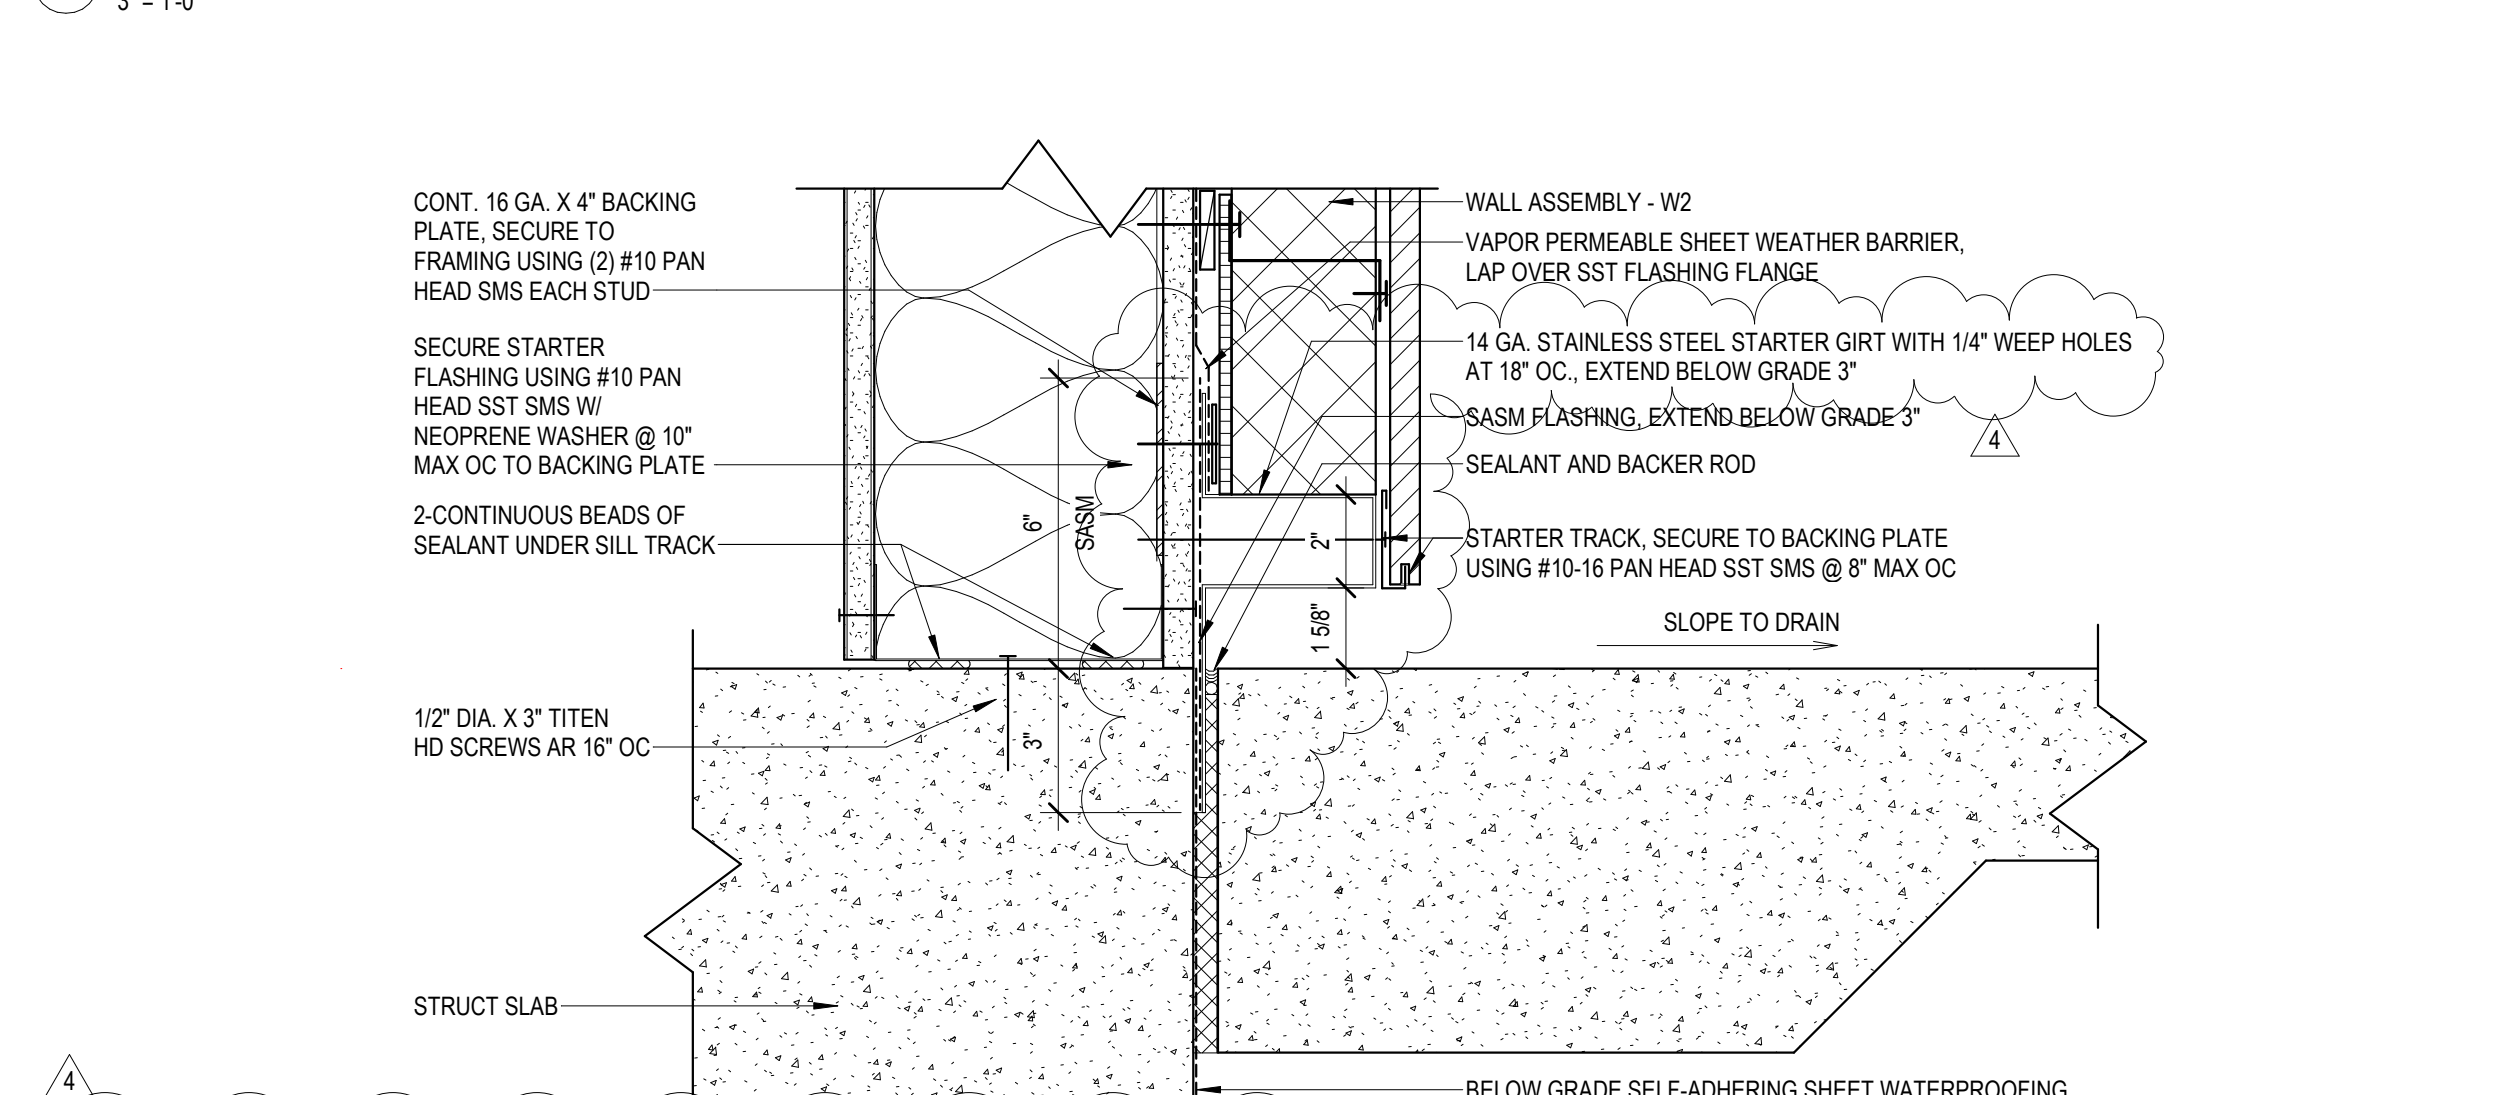 3" = 1'-0"
CONT. 16 GA. X 4" BACKING
PLATE, SECURE TO
FRAMING USING (2) #10 PAN
HEAD SMS EACH STUD
SECURE STARTER
FLASHING USING #10 PAN
HEAD SST SMS W/
NEOPRENE WASHER @ 10"
MAX OC TO BACKING PLATE
2-CONTINUOUS BEADS OF
SEALANT UNDER SILL TRACK
1/2" DIA. X 3" TITEN
HD SCREWS AR 16" OC
STRUCT SLAB
4
6"
SASM
3"
2"
1 5/8"
WALL ASSEMBLY - W2
VAPOR PERMEABLE SHEET WEATHER BARRIER,
LAP OVER SST FLASHING FLANGE
14 GA. STAINLESS STEEL STARTER GIRT WITH 1/4" WEEP HOLES
AT 18" OC., EXTEND BELOW GRADE 3"
SASM FLASHING, EXTEND BELOW GRADE 3"
4
SEALANT AND BACKER ROD
STARTER TRACK, SECURE TO BACKING PLATE
USING #10-16 PAN HEAD SST SMS @ 8" MAX OC
SLOPE TO DRAIN
BELOW GRADE SELF-ADHERING SHEET WATERPROOFING